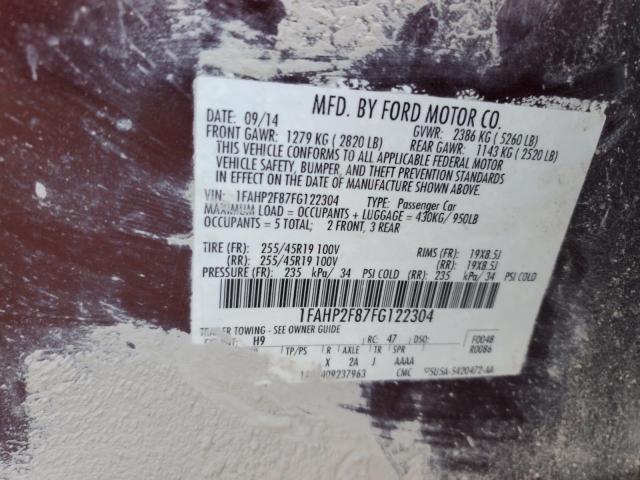 MFD. BY FORD MOTOR CO.
DATE: 09/14 GVWR: 2386 KG ( 5260 LB)
FRONT GAWR: 1279 KG ( 2820 LB) REAR GAWR: 1143 KG ( 2520 LB)
THIS VEHICLE CONFORMS TO ALL APPLICABLE FEDERAL MOTOR
VEHICLE SAFETY, BUMPER, AND THEFT PREVENTION STANDARDS
IN EFFECT ON THE DATE OF MANUFACTURE SHOWN ABOVE.
VIN: 1FAHP2F87FG122304 TYPE: Passenger Car
MAXIMUM LOAD = OCCUPANTS + LUGGAGE = 430KG/950LB
OCCUPANTS = 5 TOTAL; 2 FRONT, 3 REAR
TIRE (FR): 255/45R19 100V RIMS (FR): 19X8.5J
(RR): 255/45R19 100V (RR): 19X8.5J
PRESSURE (FR): 235 kPa/ 34 PSI COLD (RR): 235 kPa/ 34 PSI COLD
1FAHP2F87FG122304
TRAILER TOWING - SEE OWNER GUIDE
H9 RC: 47 DSO: F0048
TP/PS R AXLE TR SPR R0086
X 2A J AAAA
409237963 CMC 5U5A-5420472-AA